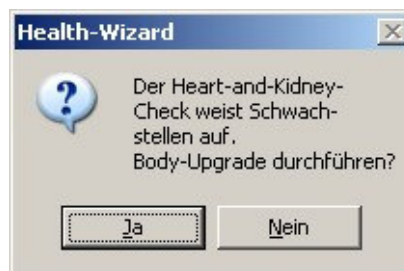 Health-Wizard
Der Heart-and-Kidney-
Check weist Schwach-
stellen auf.
Body-Upgrade durchführen?
Ja
Nein